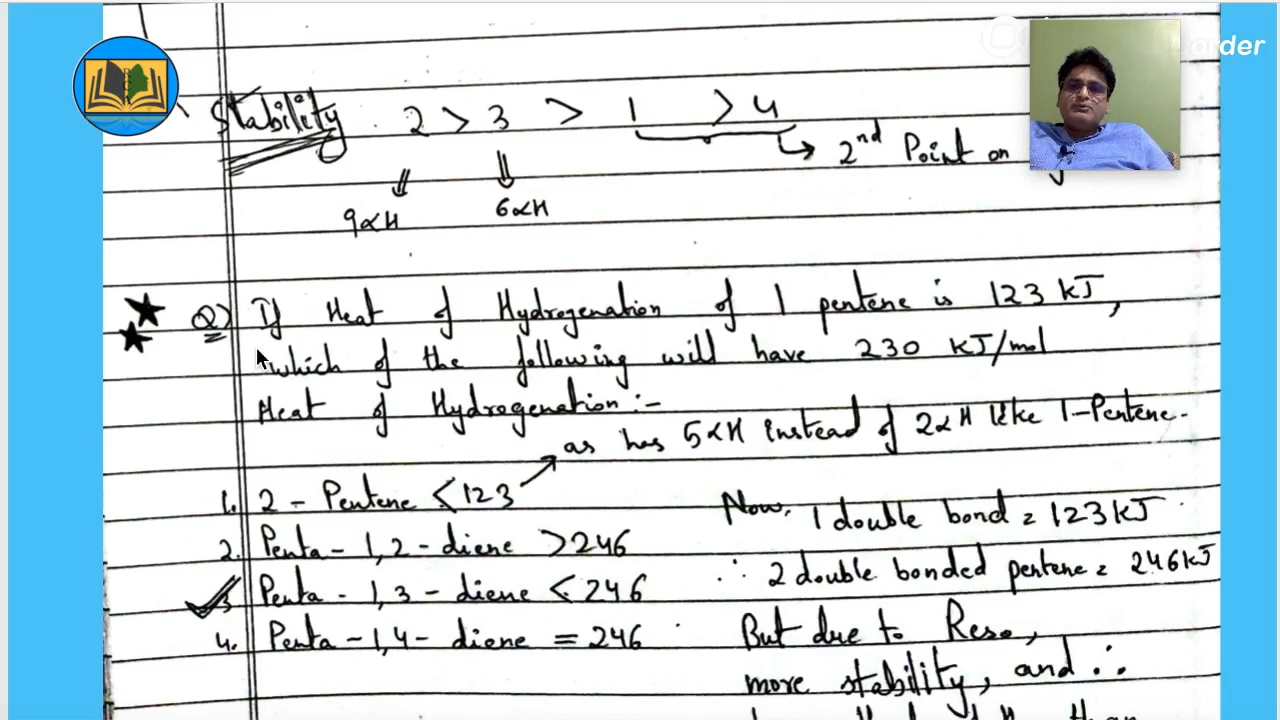 Stability 2 > 3 > 1 > 4
2nd Point on
9αH 6αH
Q) If Heat of Hydrogenation of 1 pentene is 123 KJ,
which of the following will have 230 KJ/mol
Heat of Hydrogenation:-
as has 5αH instead of 2αH like 1-Pentene.
1. 2 - Pentene < 123
2. Penta - 1,2 - diene > 246
3. Penta - 1,3 - diene < 246
4. Penta - 1,4 - diene = 246
Now, 1 double bond = 123 KJ
∴ 2 double bonded pentene = 246 KJ
But due to Reso,
more stability, and ∴